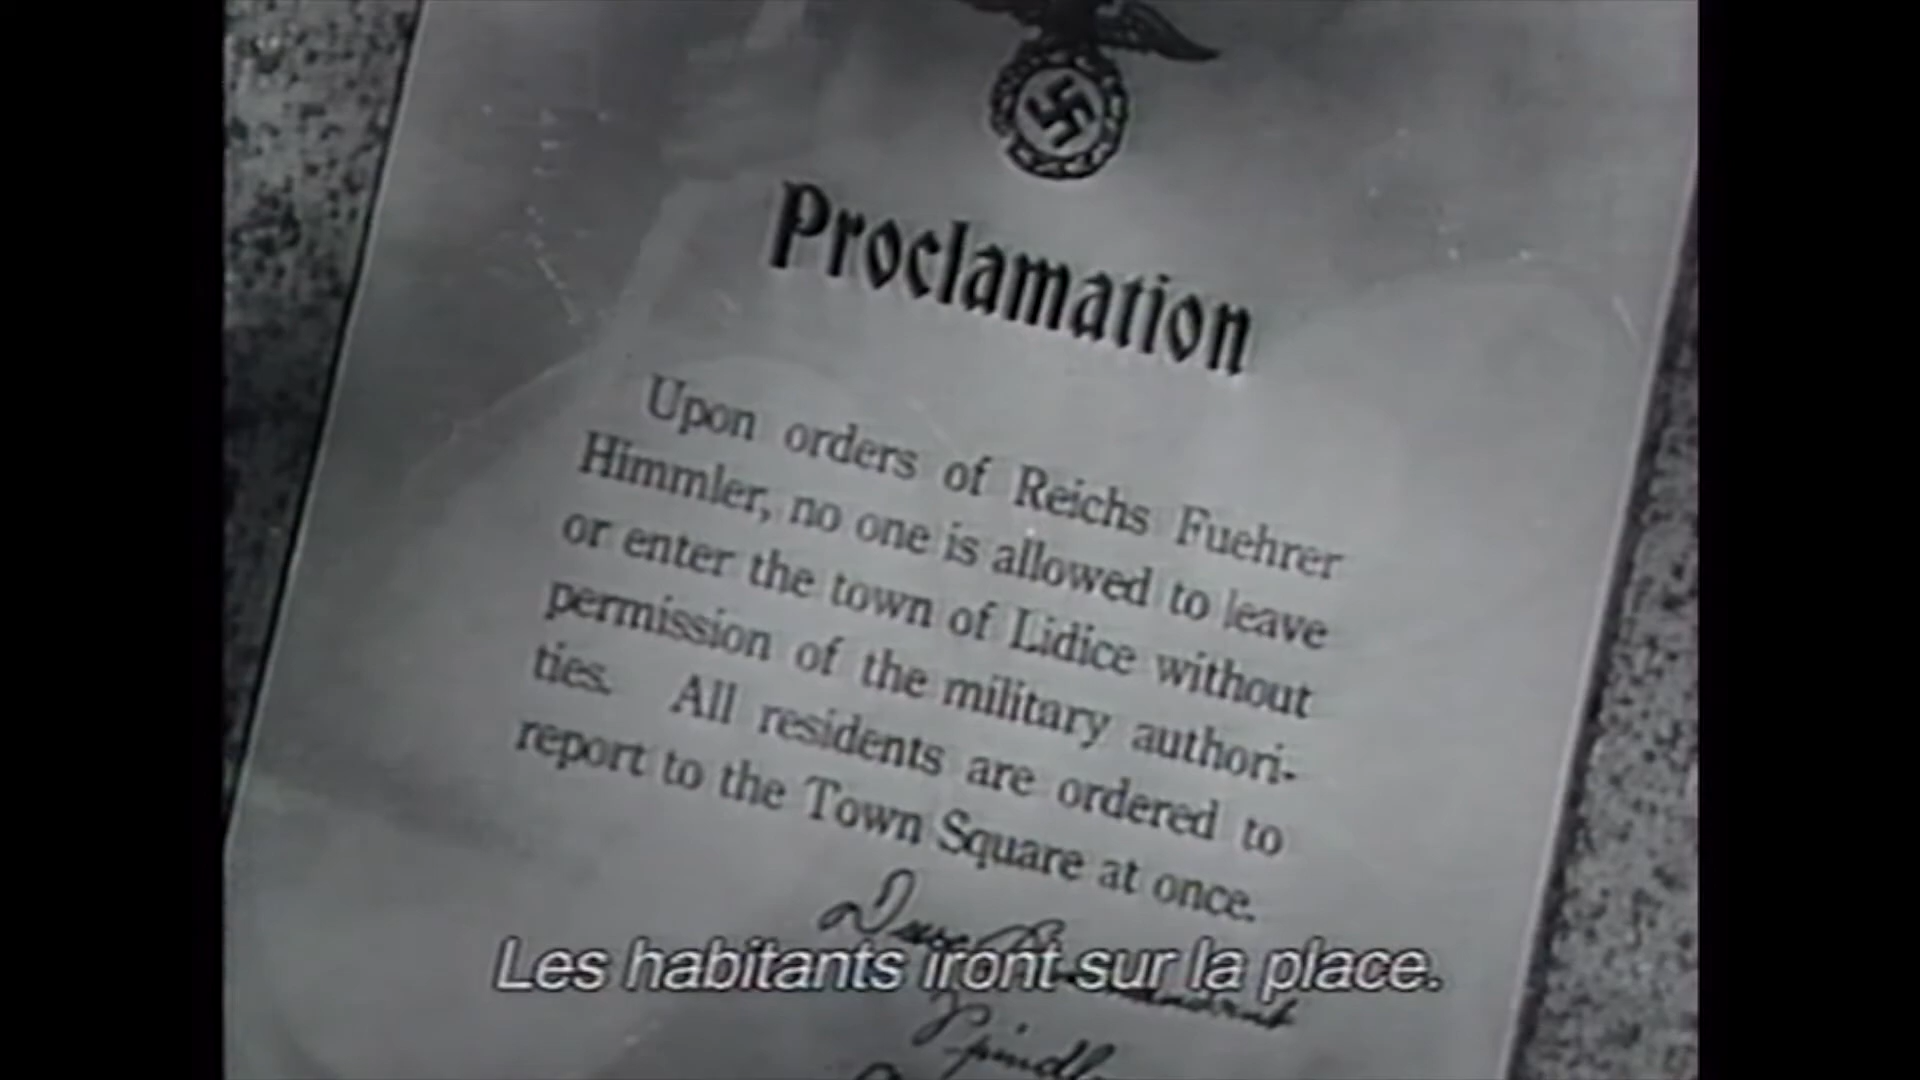 Proclamation
Upon orders of Reichs Fuehrer
Himmler, no one is allowed to leave
or enter the town of Lidice without
permission of the military authori-
ties. All residents are ordered to
report to the Town Square at once.
Les habitants iront sur la place.